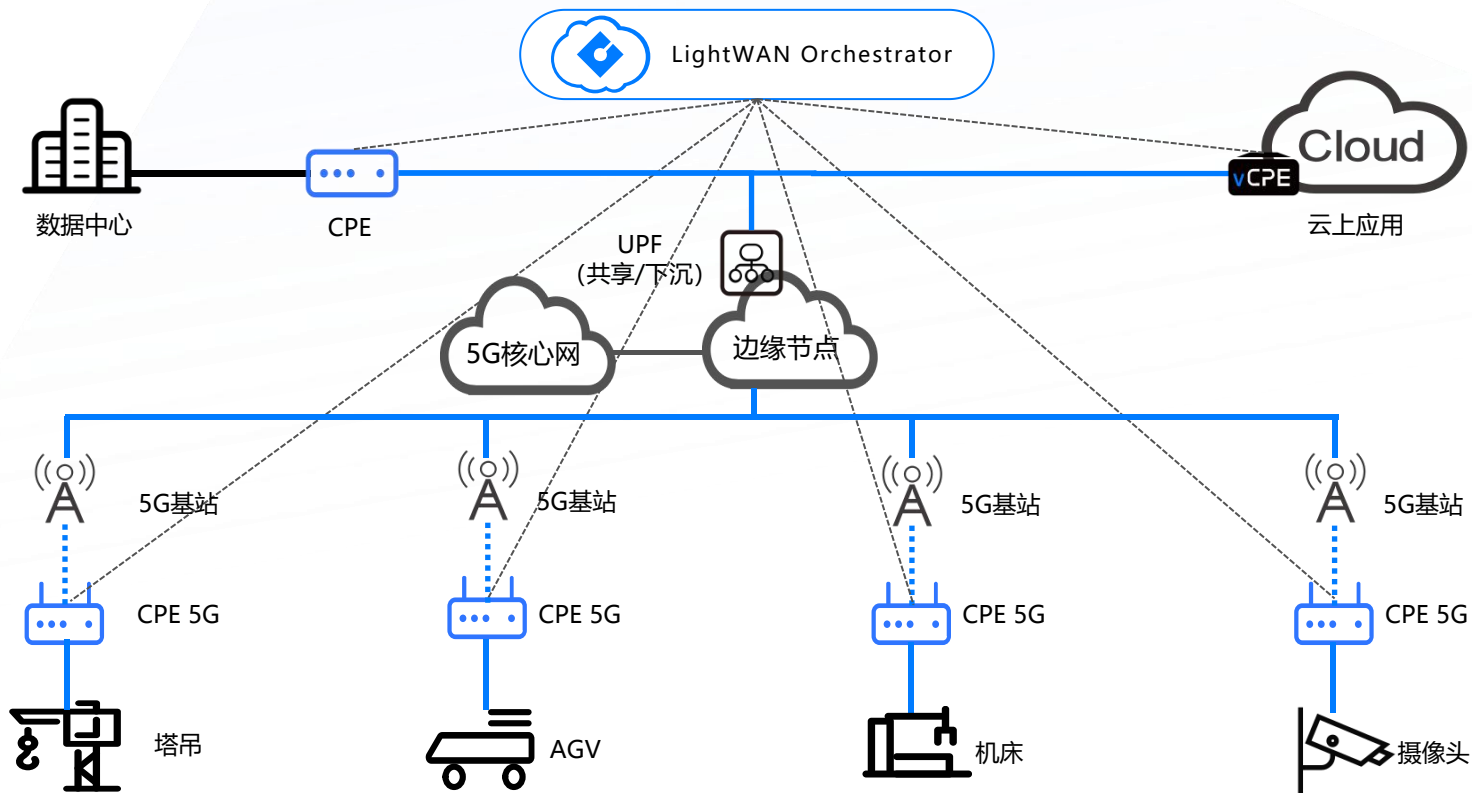 LightWAN Orchestrator
Cloud
vCPE
数据中心
CPE
云上应用
UPF
（共享/下沉）
5G核心网
边缘节点
5G基站
5G基站
5G基站
5G基站
CPE 5G
CPE 5G
CPE 5G
CPE 5G
塔吊
AGV
机床
摄像头